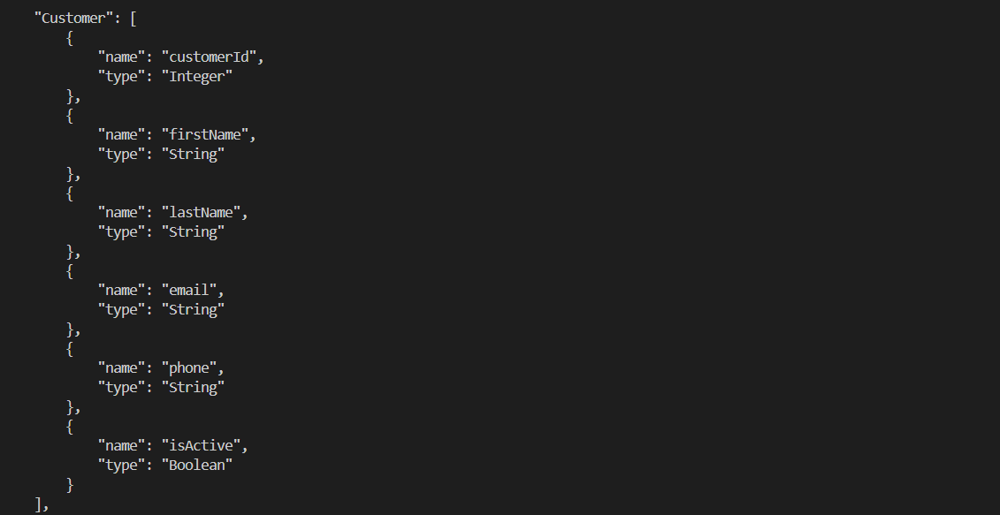 "Customer": [
{
"name": "customerId",
"type": "Integer"
},
{
"name": "firstName",
"type": "String"
},
{
"name": "lastName",
"type": "String"
},
{
"name": "email",
"type": "String"
},
{
"name": "phone",
"type": "String"
},
{
"name": "isActive",
"type": "Boolean"
}
],